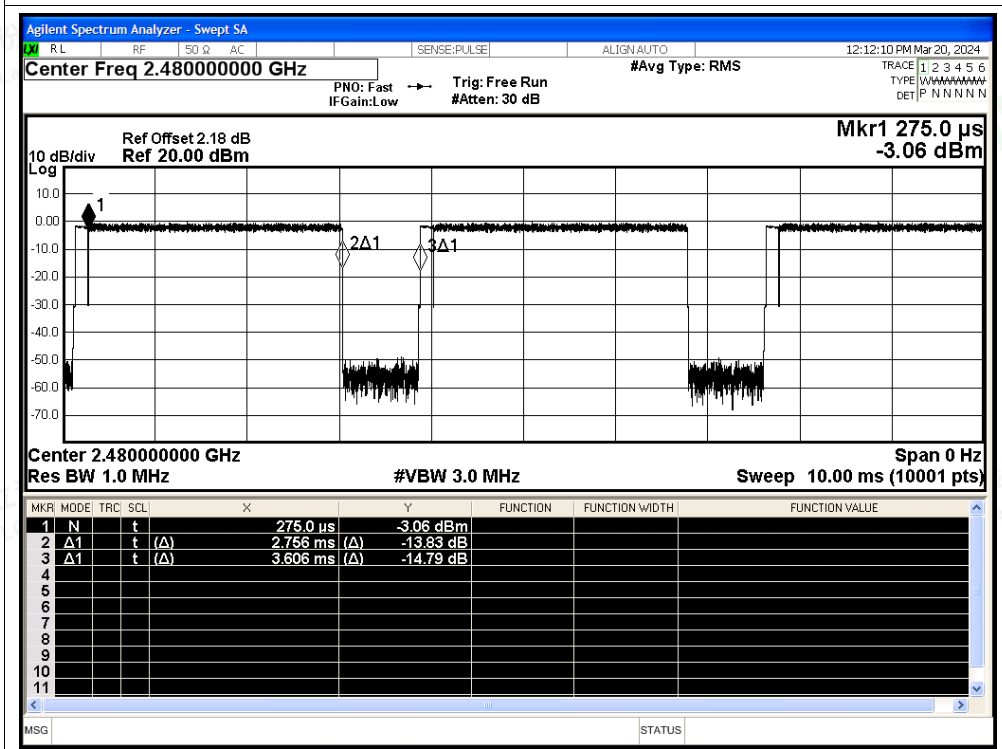 Agilent Spectrum Analyzer - Swept SA
LXI RL RF 50 Ω AC SENSE:PULSE ALIGN AUTO 12:12:10 PM Mar 20, 2024
Center Freq 2.480000000 GHz #Avg Type: RMS TRACE 1 2 3 4 5 6
PNO: Fast Trig: Free Run TYPE WWWWWW
IFGain:Low #Atten: 30 dB DET P N N N N N
Mkr1 275.0 µs
Ref Offset 2.18 dB
10 dB/div Ref 20.00 dBm -3.06 dBm
Log
10.0
1
0.00
2Δ1 3Δ1
-10.0
-20.0
-30.0
-40.0
-50.0
-60.0
-70.0
Center 2.480000000 GHz Span 0 Hz
Res BW 1.0 MHz #VBW 3.0 MHz Sweep 10.00 ms (10001 pts)
MKR MODE TRC SCL X Y FUNCTION FUNCTION WIDTH FUNCTION VALUE
1 N t 275.0 µs -3.06 dBm
2 Δ1 t (Δ) 2.756 ms (Δ) -13.83 dB
3 Δ1 t (Δ) 3.606 ms (Δ) -14.79 dB
4
5
6
7
8
9
10
11
MSG STATUS